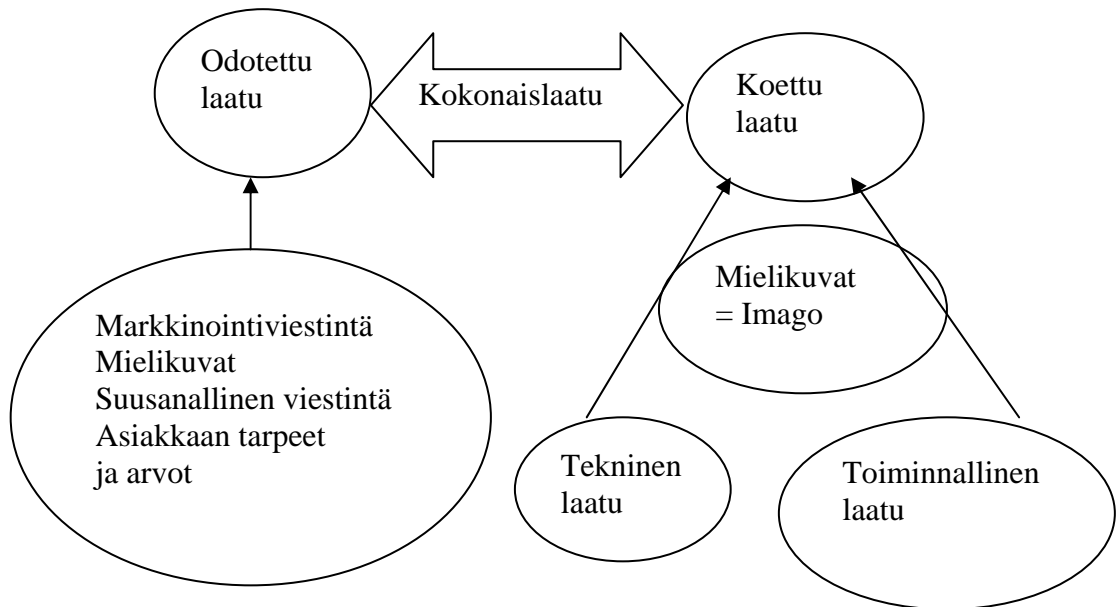 Odotettu
laatu
Kokonaislaatu
Koettu
laatu
Markkinointiviestintä
Mielikuvat
Suusanallinen viestintä
Asiakkaan tarpeet
ja arvot
Mielikuvat
= Imago
Tekninen
laatu
Toiminnallinen
laatu